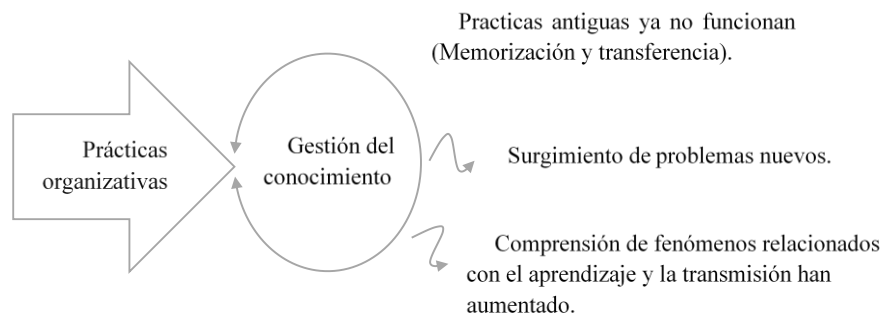 Practicas antiguas ya no funcionan
(Memorización y transferencia).
Prácticas
organizativas
Gestión del
conocimiento
Surgimiento de problemas nuevos.
Comprensión de fenómenos relacionados
con el aprendizaje y la transmisión han
aumentado.